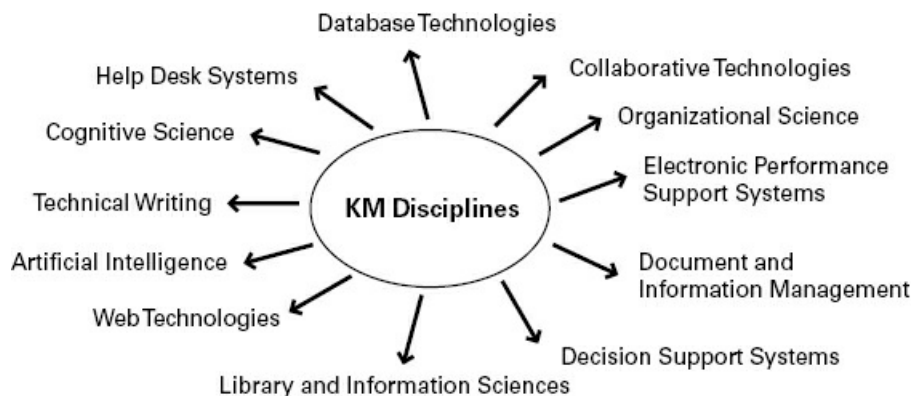 Database Technologies
Help Desk Systems
Collaborative Technologies
Cognitive Science
Organizational Science
Electronic Performance
Support Systems
Technical Writing
KM Disciplines
Artificial Intelligence
Document and
Information Management
Web Technologies
Decision Support Systems
Library and Information Sciences